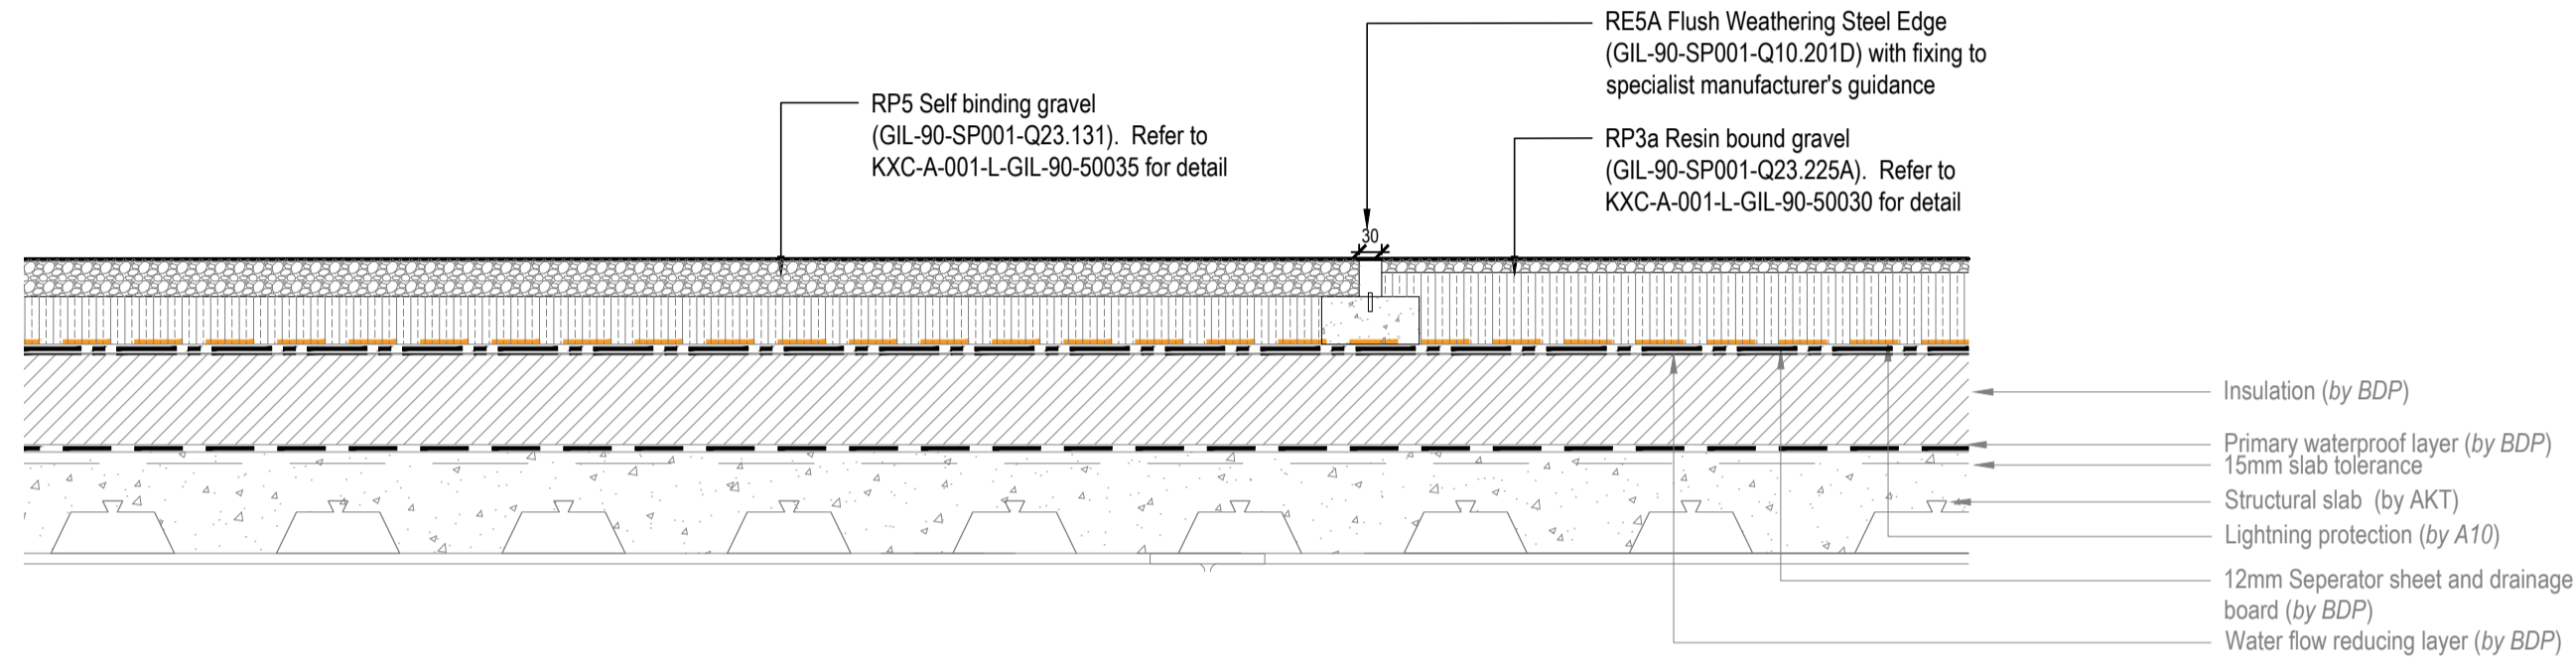 RE5A Flush Weathering Steel Edge
(GIL-90-SP001-Q10.201D) with fixing to
specialist manufacturer's guidance
RP5 Self binding gravel
(GIL-90-SP001-Q23.131). Refer to
KXC-A-001-L-GIL-90-50035 for detail
RP3a Resin bound gravel
(GIL-90-SP001-Q23.225A). Refer to
KXC-A-001-L-GIL-90-50030 for detail
30
Insulation (by BDP)
Primary waterproof layer (by BDP)
15mm slab tolerance
Structural slab (by AKT)
Lightning protection (by A10)
12mm Seperator sheet and drainage
board (by BDP)
Water flow reducing layer (by BDP)